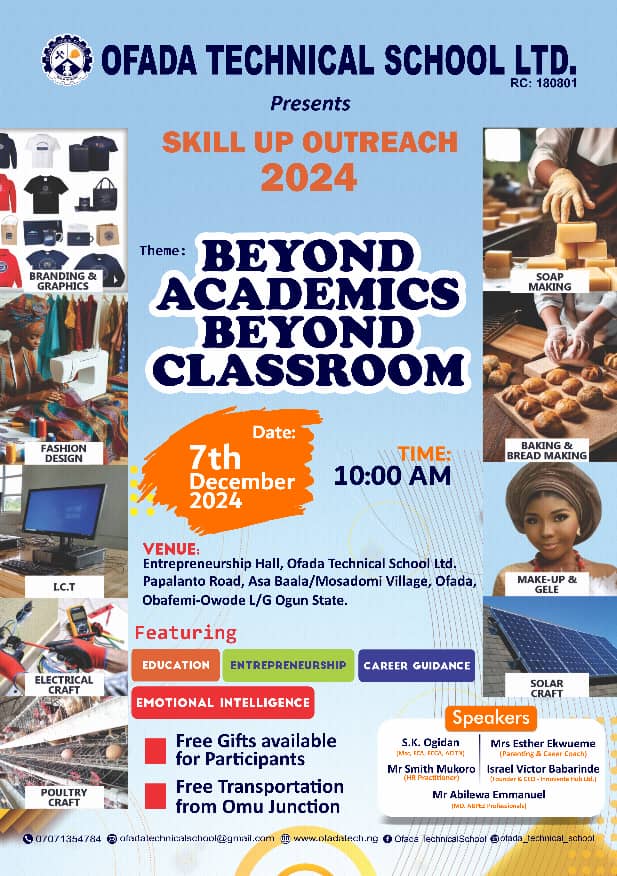 OFADA TECHNICAL SCHOOL LTD.
RC: 180801
Presents
SKILL UP OUTREACH
2024
Theme:
BEYOND
ACADEMICS
BEYOND
CLASSROOM
BRANDING &
GRAPHICS
FASHION
DESIGN
I.C.T
ELECTRICAL
CRAFT
POULTRY
CRAFT
SOAP
MAKING
BAKING &
BREAD MAKING
MAKE-UP &
GELE
SOLAR
CRAFT
Date:
7th
December
2024
TIME:
10:00 AM
VENUE:
Entrepreneurship Hall, Ofada Technical School Ltd.
Papalanto Road, Asa Baala/Mosadomi Village, Ofada,
Obafemi-Owode L/G Ogun State.
Featuring
EDUCATION
ENTREPRENEURSHIP
CAREER GUIDANCE
EMOTIONAL INTELLIGENCE
Free Gifts available
for Participants
Free Transportation
from Omu Junction
Speakers
S.K. Ogidan
Mrs Esther Ekwueme
(Parenting & Career Coach)
Mr Smith Mukoro
(HR Practitioner)
Israel Victor Babarinde
Mr Abilewa Emmanuel
07071354784
ofadatechnicalschool@gmail.com
www.ofadatech.ng
Ofada TechnicalSchool
@ofada_technical_school